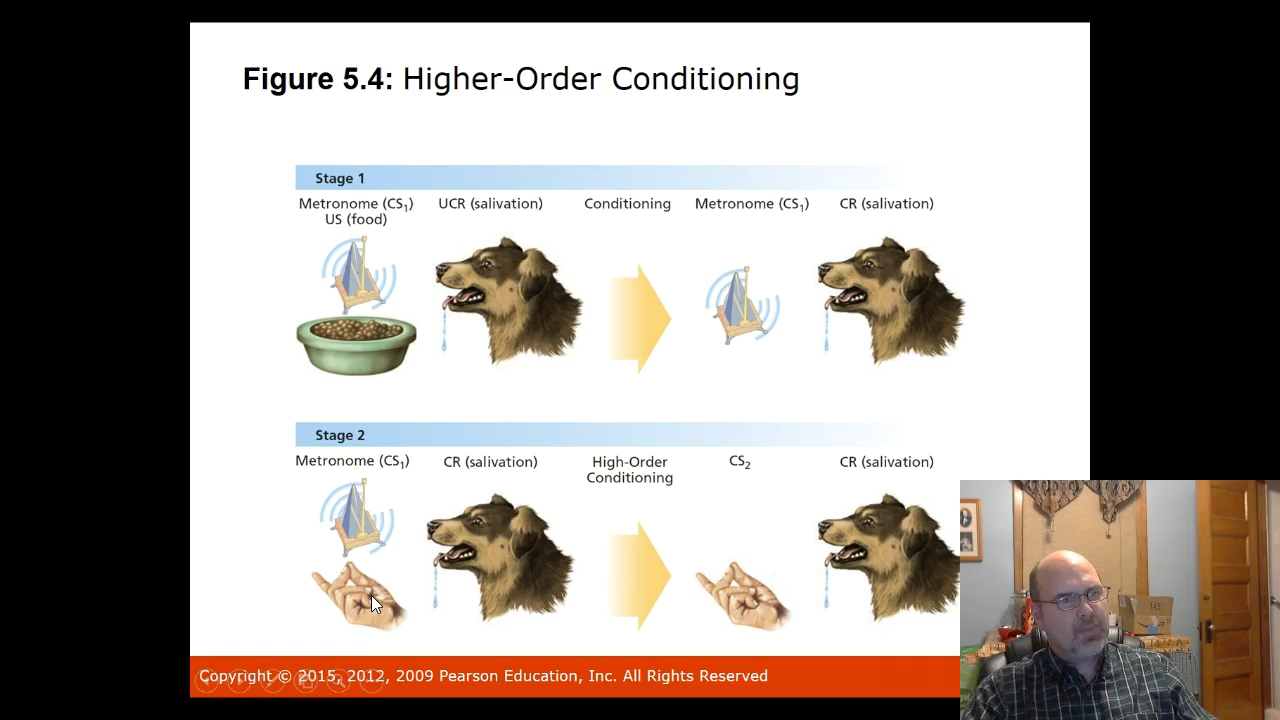 Figure 5.4: Higher-Order Conditioning
Stage 1
Metronome (CS₁)
US (food)
UCR (salivation)
Conditioning
Metronome (CS₁)
CR (salivation)
Stage 2
Metronome (CS₁)
CR (salivation)
High-Order
Conditioning
CS₂
CR (salivation)
Copyright © 2015, 2012, 2009 Pearson Education, Inc. All Rights Reserved